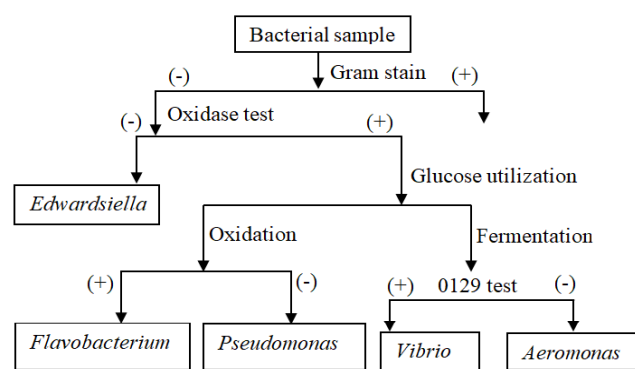 Bacterial sample
(-) Gram stain (+)
(-) Oxidase test (+)
Edwardsiella
Glucose utilization
Oxidation Fermentation
(+) (-) (+) 0129 test (-)
Flavobacterium Pseudomonas Vibrio Aeromonas